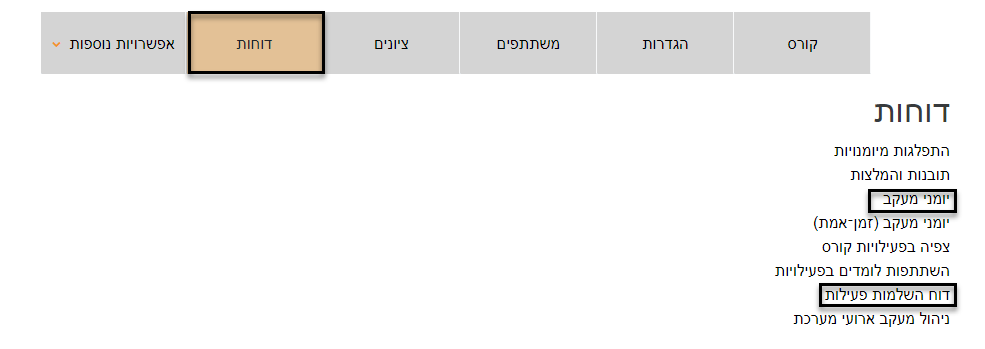 קורס
הגדרות
משתתפים
ציונים
דוחות
אפשרויות נוספות
דוחות
התפלגות מיומנויות
תובנות והמלצות
יומני מעקב
יומני מעקב (זמן־אמת)
צפיה בפעילויות קורס
השתתפות לומדים בפעילויות
דוח השלמות פעילות
ניהול מעקב ארועי מערכת